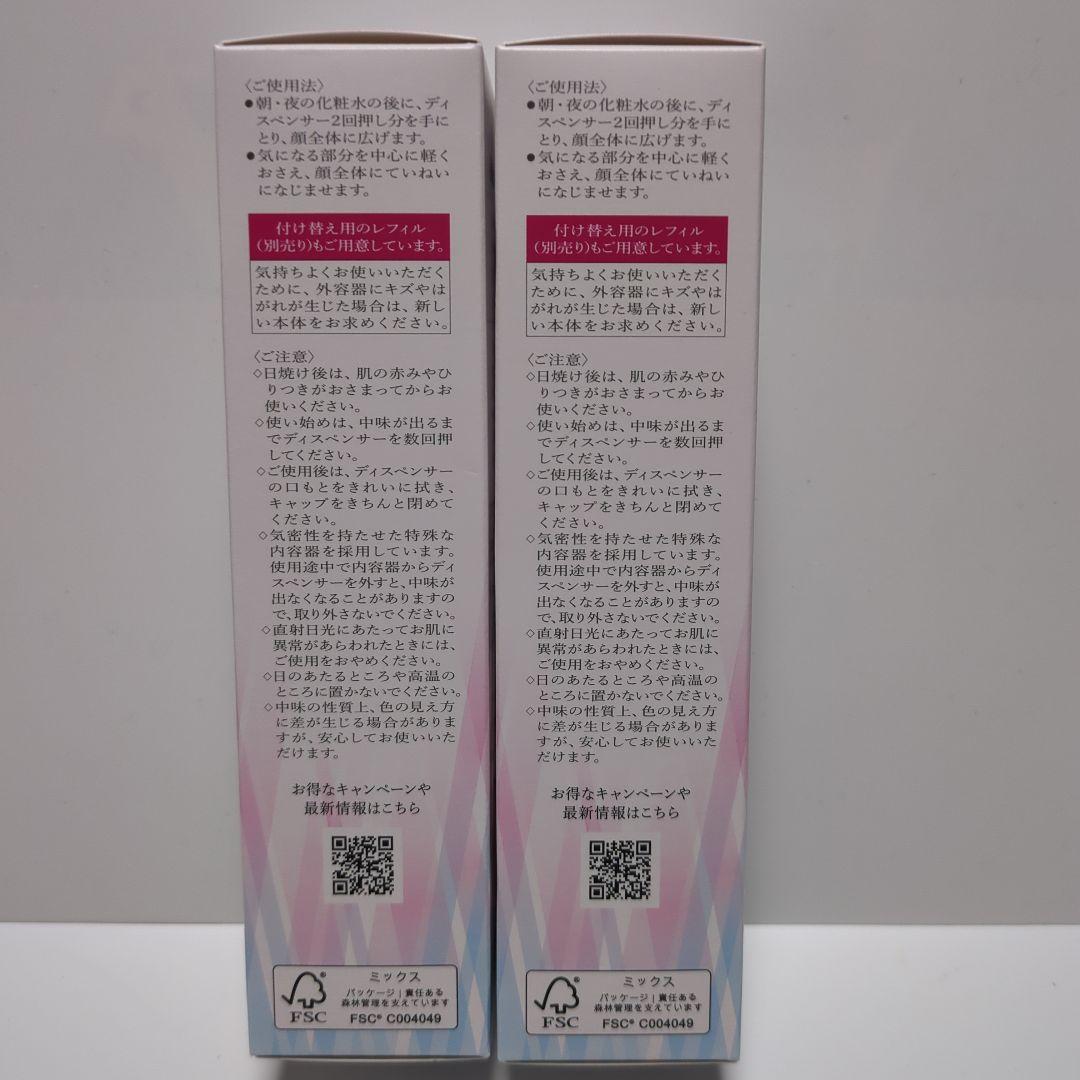 〈ご使用法〉
●朝・夜の化粧水の後に、ディ
スペンサー2回押し分を手に
とり、顔全体に広げます。
●気になる部分を中心に軽く
おさえ、顔全体にていねい
になじませます。
付け替え用のレフィル
(別売り)もご用意しています。
気持ちよくお使いいただく
ために、外容器にキズやは
がれが生じた場合は、新し
い本体をお求めください。
〈ご注意〉
◇日焼け後は、肌の赤みやひ
りつきがおさまってからお
使いください。
◇使い始めは、中味が出るま
でディスペンサーを数回押
してください。
◇ご使用後は、ディスペンサー
の口もとをきれいに拭き、
キャップをきちんと閉めて
ください。
◇気密性を持たせた特殊な
内容器を採用しています。
使用途中で内容器からディ
スペンサーを外すと、中味が
出なくなることがありますの
で、取り外さないでください。
◇直射日光にあたってお肌に
異常があらわれたときには、
ご使用をおやめください。
◇日のあたるところや高温の
ところに置かないでください。
◇中味の性質上、色の見え方
に差が生じる場合がありま
すが、安心してお使いいた
だけます。
お得なキャンペーンや
最新情報はこちら
FSC
ミックス
パッケージ|責任ある
森林管理を支えています
FSC® C004049
〈ご使用法〉
●朝・夜の化粧水の後に、ディ
スペンサー2回押し分を手に
とり、顔全体に広げます。
●気になる部分を中心に軽く
おさえ、顔全体にていねい
になじませます。
付け替え用のレフィル
(別売り)もご用意しています。
気持ちよくお使いいただく
ために、外容器にキズやは
がれが生じた場合は、新し
い本体をお求めください。
〈ご注意〉
◇日焼け後は、肌の赤みやひ
りつきがおさまってからお
使いください。
◇使い始めは、中味が出るま
でディスペンサーを数回押
してください。
◇ご使用後は、ディスペンサー
の口もとをきれいに拭き、
キャップをきちんと閉めて
ください。
◇気密性を持たせた特殊な
内容器を採用しています。
使用途中で内容器からディ
スペンサーを外すと、中味が
出なくなることがありますの
で、取り外さないでください。
◇直射日光にあたってお肌に
異常があらわれたときには、
ご使用をおやめください。
◇日のあたるところや高温の
ところに置かないでください。
◇中味の性質上、色の見え方
に差が生じる場合がありま
すが、安心してお使いいた
だけます。
お得なキャンペーンや
最新情報はこちら
FSC
ミックス
パッケージ|責任ある
森林管理を支えています
FSC® C004049